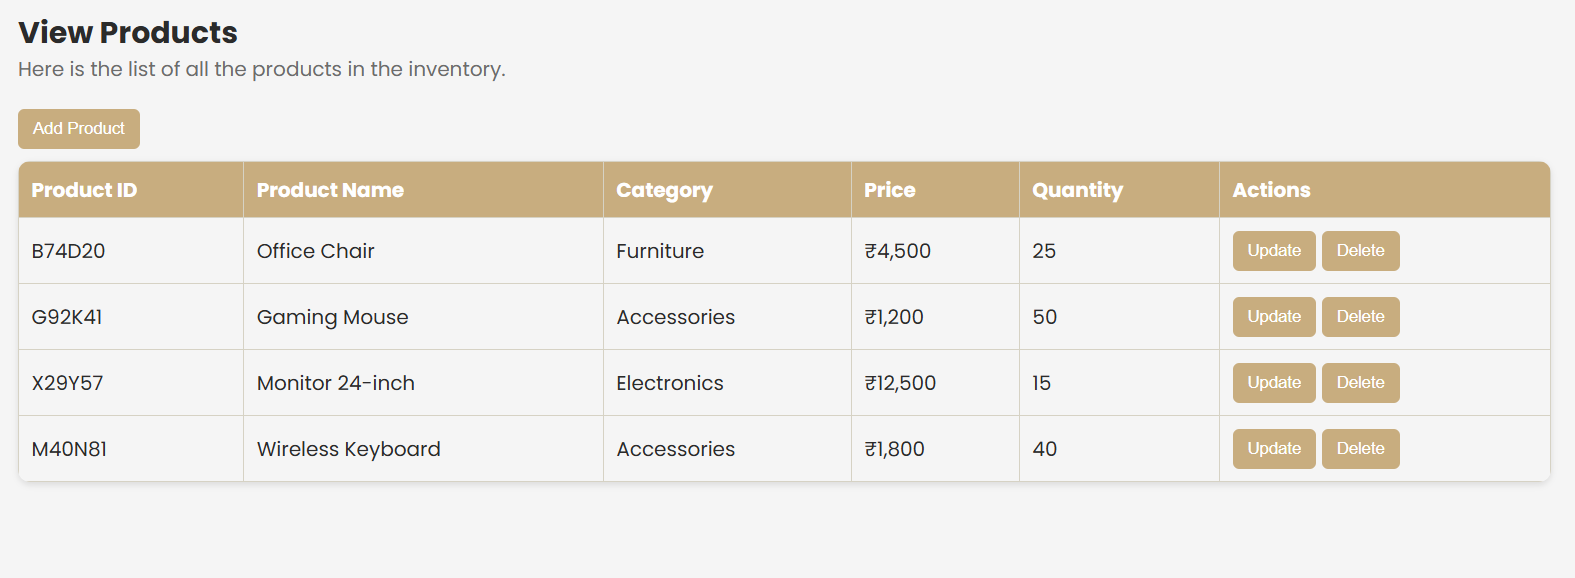 View Products
Here is the list of all the products in the inventory.
Add Product
Product ID Product Name Category Price Quantity Actions
B74D20 Office Chair Furniture ₹4,500 25 Update Delete
G92K41 Gaming Mouse Accessories ₹1,200 50 Update Delete
X29Y57 Monitor 24-inch Electronics ₹12,500 15 Update Delete
M40N81 Wireless Keyboard Accessories ₹1,800 40 Update Delete